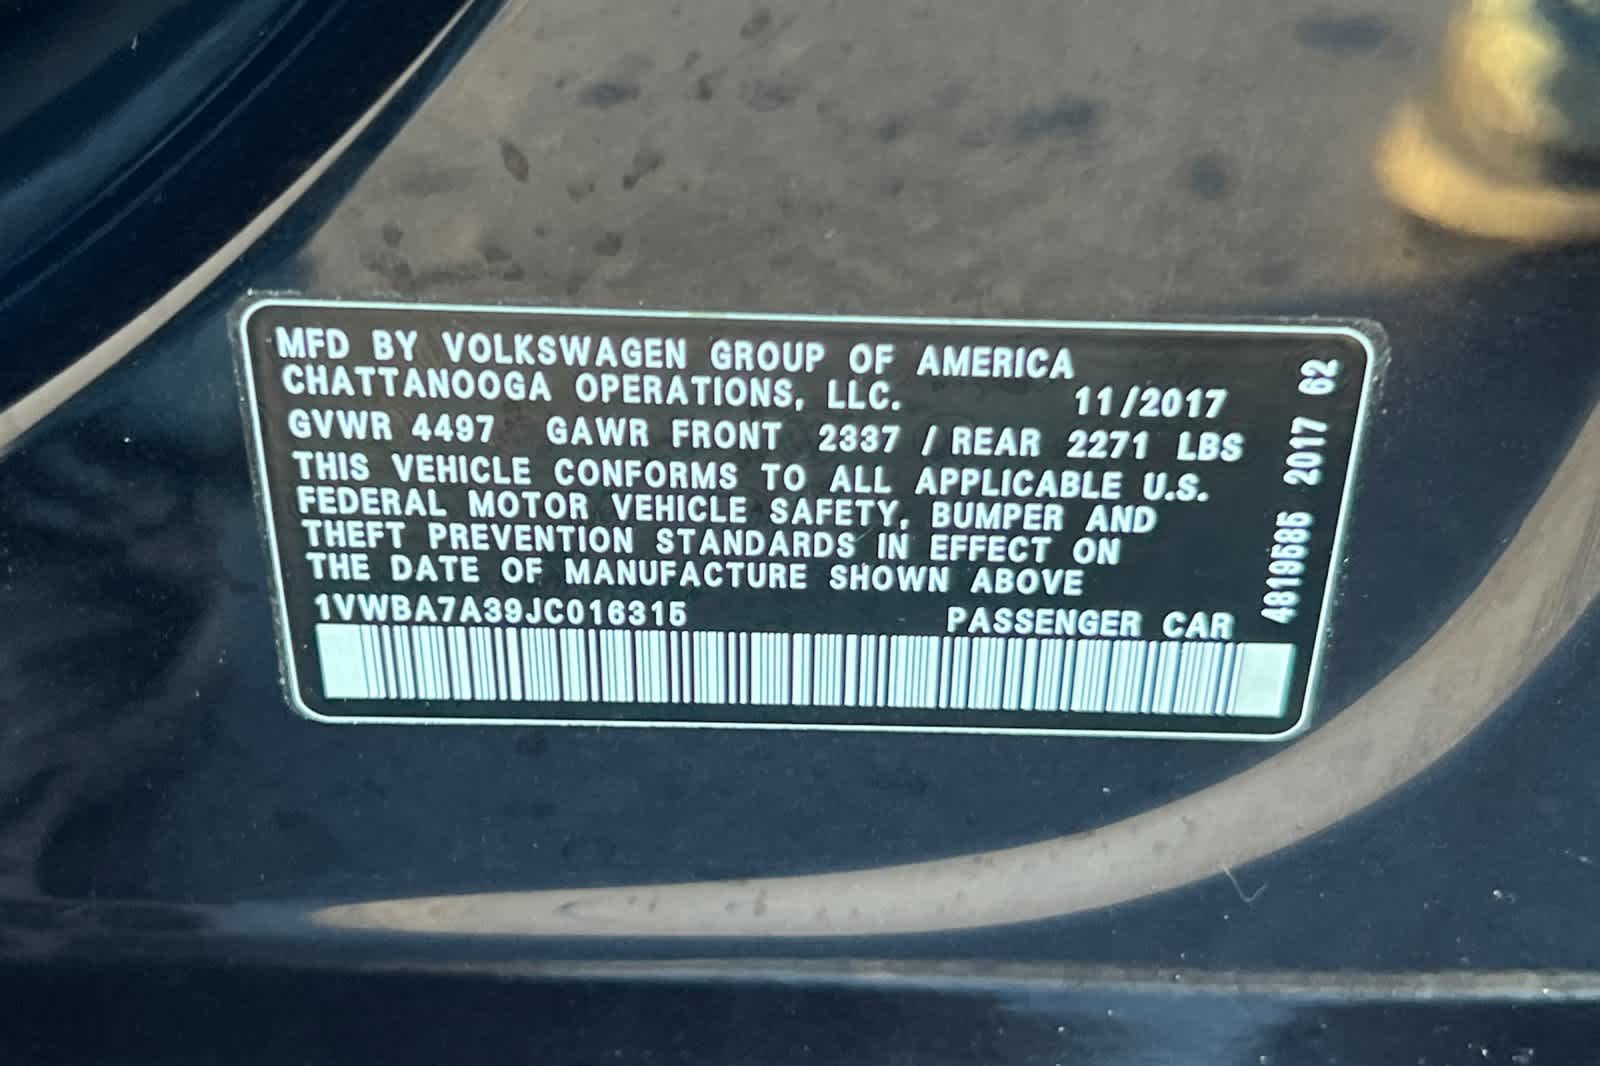 MFD BY VOLKSWAGEN GROUP OF AMERICA
CHATTANOOGA OPERATIONS, LLC. 11/2017
GVWR 4497 GAWR FRONT 2337 / REAR 2271 LBS
THIS VEHICLE CONFORMS TO ALL APPLICABLE U.S.
FEDERAL MOTOR VEHICLE SAFETY, BUMPER AND
THEFT PREVENTION STANDARDS IN EFFECT ON
THE DATE OF MANUFACTURE SHOWN ABOVE
1VWBA7A39JC016315 PASSENGER CAR
4819585 2017 62